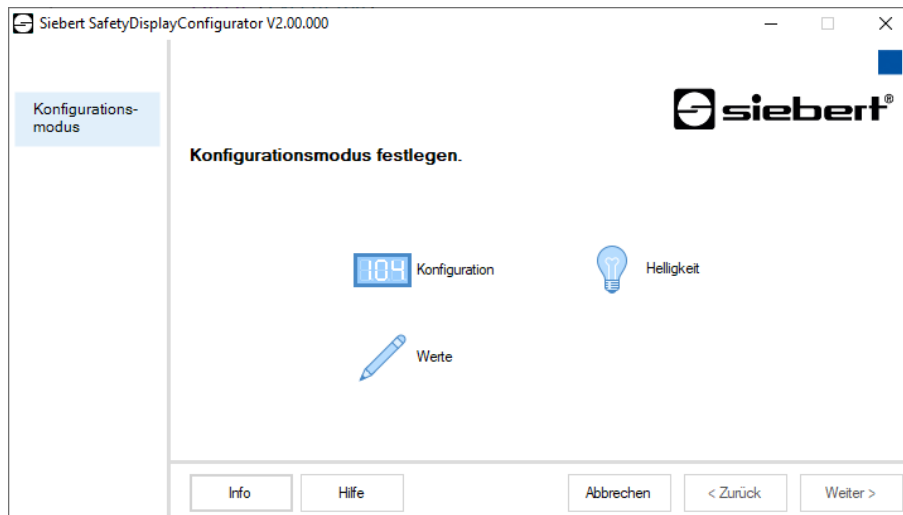 Siebert SafetyDisplayConfigurator V2.00.000
Konfigurations-
modus
siebert®
Konfigurationsmodus festlegen.
104 Konfiguration
Helligkeit
Werte
Info
Hilfe
Abbrechen
< Zurück
Weiter >